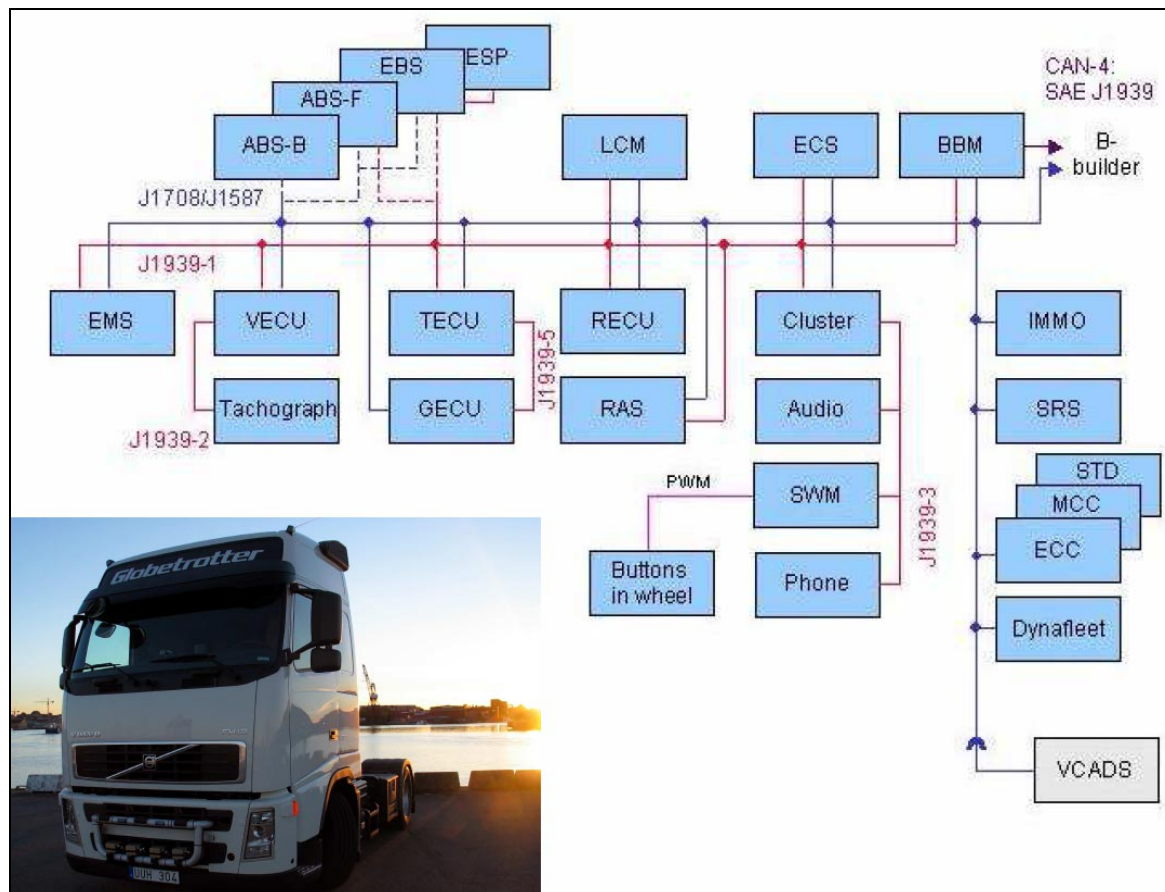 ESP
EBS
ABS-F
ABS-B
LCM
ECS
BBM
CAN-4:
SAE J1939
B-
builder
J1708/J1587
J1939-1
EMS
VECU
TECU
RECU
Cluster
IMMO
J1939-5
Tachograph
GECU
RAS
Audio
SRS
J1939-2
STD
MCC
ECC
PWM
SWM
J1939-3
Buttons
in wheel
Phone
Dynafleet
VCADS
Globetrotter
UUH 304